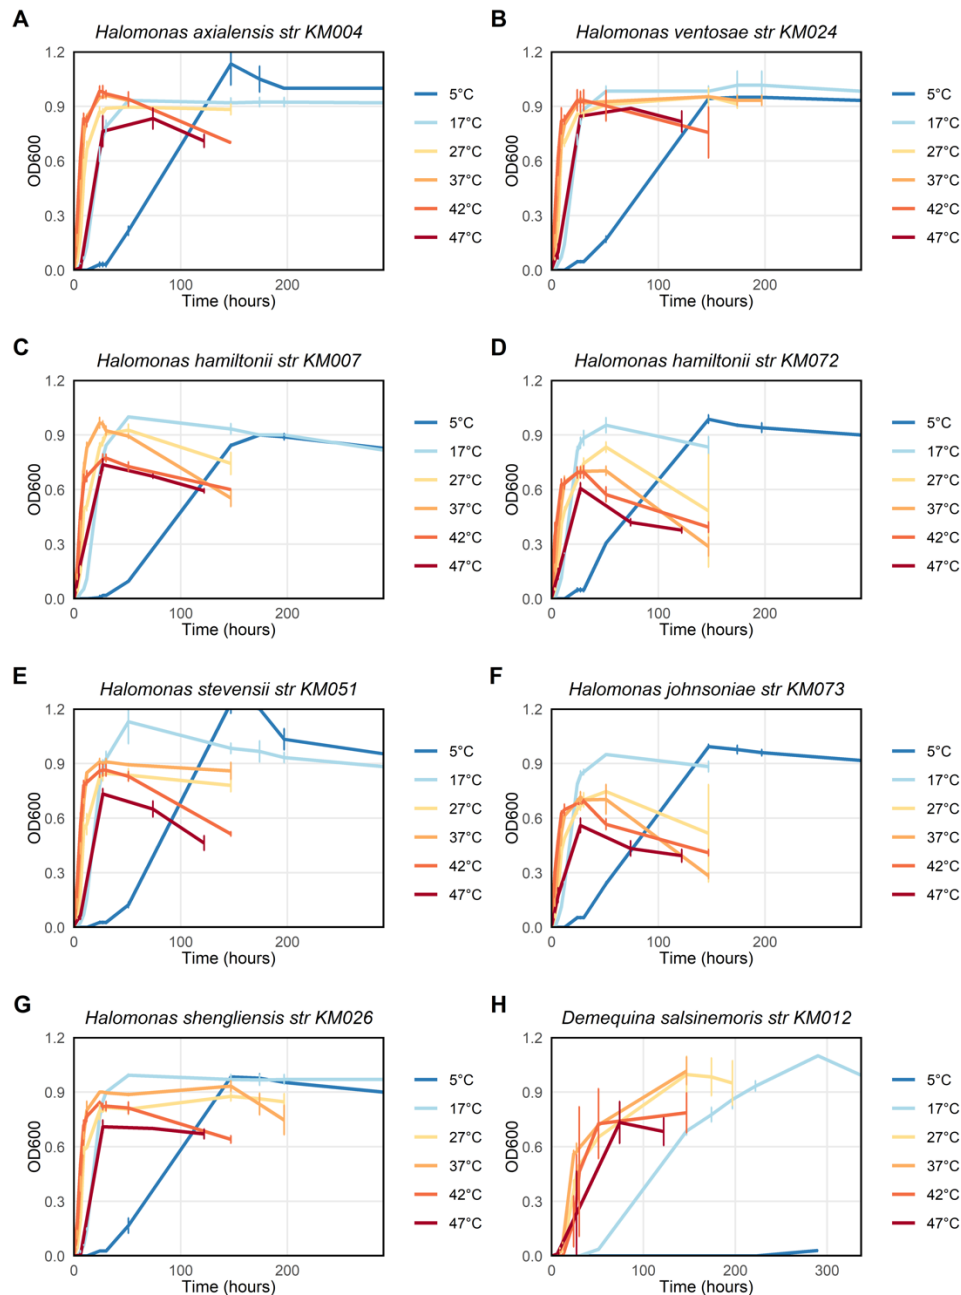 A
Halomonas axialensis str KM004
1.2
0.9
0.6
0.3
0.0
OD600
0
100
200
Time (hours)
5°C
17°C
27°C
37°C
42°C
47°C
B
Halomonas ventosae str KM024
1.2
0.9
0.6
0.3
0.0
OD600
0
100
200
Time (hours)
5°C
17°C
27°C
37°C
42°C
47°C
C
Halomonas hamiltonii str KM007
1.2
0.9
0.6
0.3
0.0
OD600
0
100
200
Time (hours)
5°C
17°C
27°C
37°C
42°C
47°C
D
Halomonas hamiltonii str KM072
1.2
0.9
0.6
0.3
0.0
OD600
0
100
200
Time (hours)
5°C
17°C
27°C
37°C
42°C
47°C
E
Halomonas stevensii str KM051
1.2
0.9
0.6
0.3
0.0
OD600
0
100
200
Time (hours)
5°C
17°C
27°C
37°C
42°C
47°C
F
Halomonas johnsoniae str KM073
1.2
0.9
0.6
0.3
0.0
OD600
0
100
200
Time (hours)
5°C
17°C
27°C
37°C
42°C
47°C
G
Halomonas shengliensis str KM026
1.2
0.9
0.6
0.3
0.0
OD600
0
100
200
Time (hours)
5°C
17°C
27°C
37°C
42°C
47°C
H
Demequina salsinemoris str KM012
1.2
0.9
0.6
0.3
0.0
OD600
0
100
200
300
Time (hours)
5°C
17°C
27°C
37°C
42°C
47°C